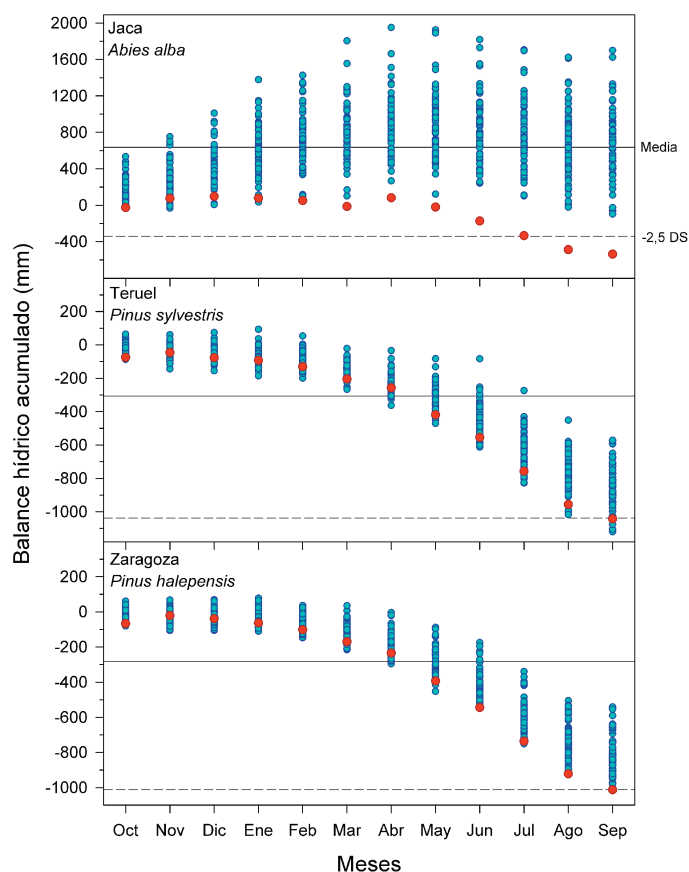 Jaca
Abies alba
2000
1600
1200
800
400
0
-400
Media
-2,5 DS
Teruel
Pinus sylvestris
200
0
-200
-400
-600
-800
-1000
Zaragoza
Pinus halepensis
200
0
-200
-400
-600
-800
-1000
Balance hídrico acumulado (mm)
Oct Nov Dic Ene Feb Mar Abr May Jun Jul Ago Sep
Meses